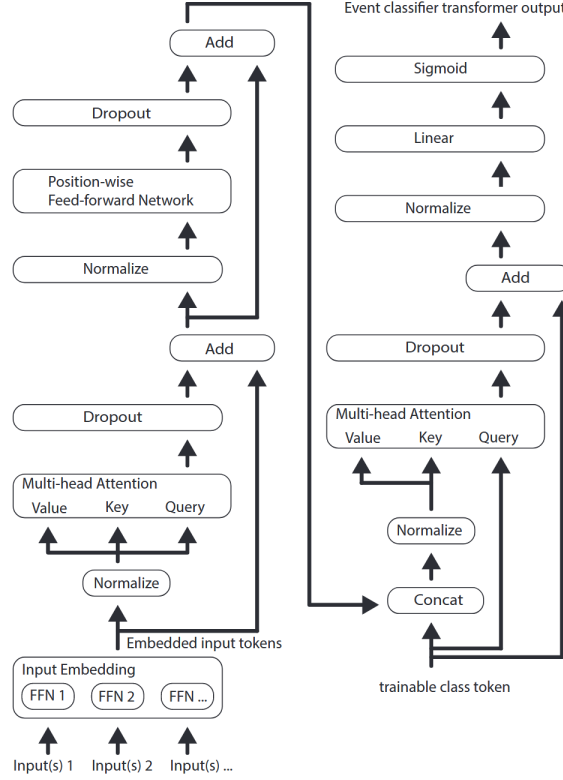 Add
Dropout
Position-wise
Feed-forward Network
Normalize
Add
Dropout
Multi-head Attention
Value Key Query
Normalize
Embedded input tokens
Input Embedding
FFN 1 FFN 2 FFN ...
Input(s) 1 Input(s) 2 Input(s) ...
Event classifier transformer output
Sigmoid
Linear
Normalize
Add
Dropout
Multi-head Attention
Value Key Query
Normalize
Concat
trainable class token